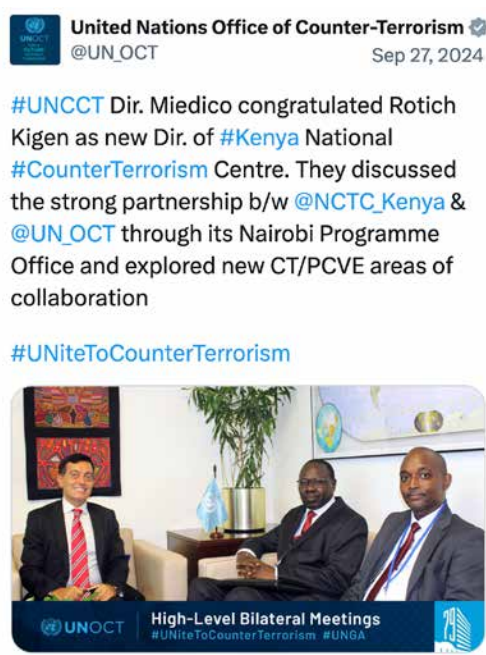 United Nations Office of Counter-Terrorism
@UN_OCT
Sep 27, 2024
#UNCCT Dir. Miedico congratulated Rotich
Kigen as new Dir. of #Kenya National
#CounterTerrorism Centre. They discussed
the strong partnership b/w @NCTC_Kenya &
@UN_OCT through its Nairobi Programme
Office and explored new CT/PCVE areas of
collaboration
#UNiteToCounterTerrorism
UNOCT
High-Level Bilateral Meetings
#UNiteToCounterTerrorism #UNGA
79